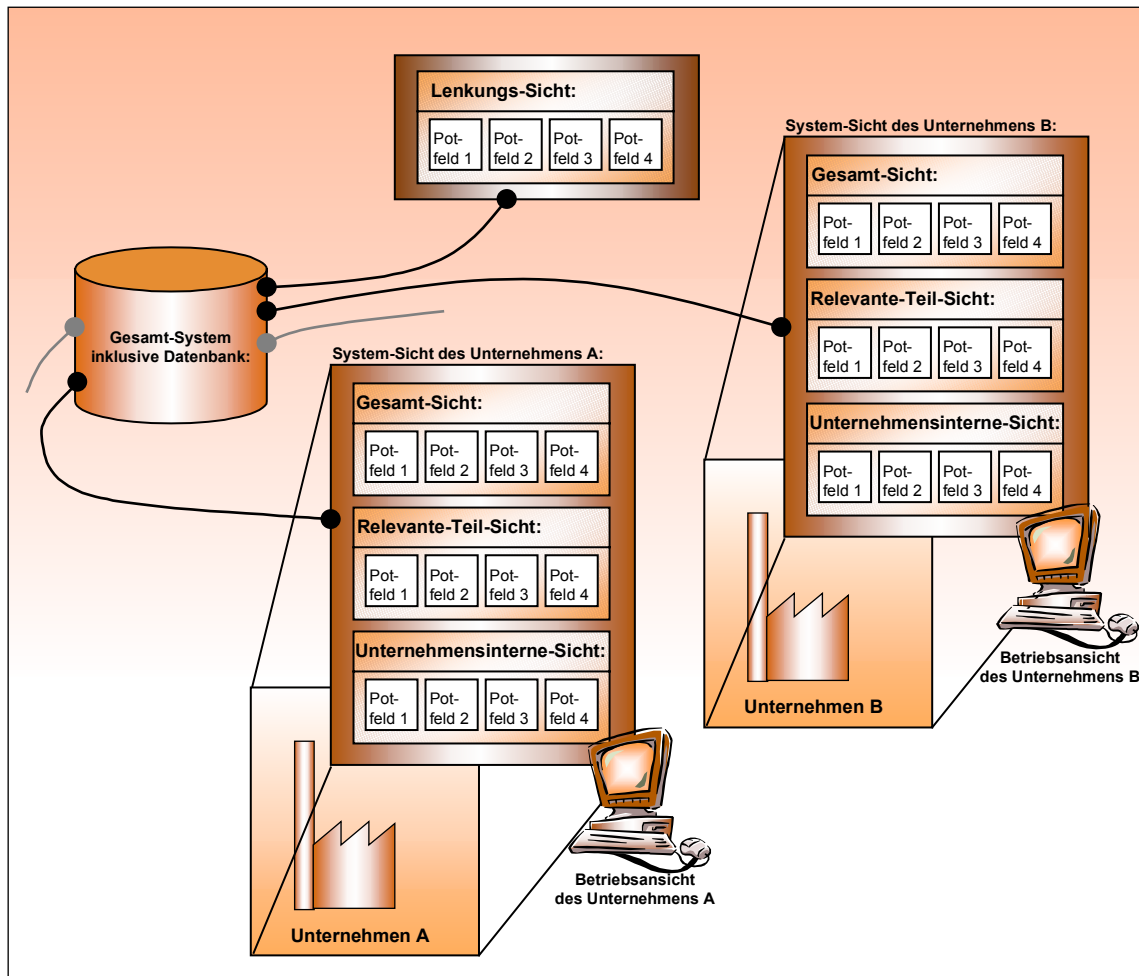 Lenkungs-Sicht:
Pot- Pot- Pot- Pot-
feld 1 feld 2 feld 3 feld 4
System-Sicht des Unternehmens B:
Gesamt-Sicht:
Pot- Pot- Pot- Pot-
feld 1 feld 2 feld 3 feld 4
Relevante-Teil-Sicht:
Pot- Pot- Pot- Pot-
feld 1 feld 2 feld 3 feld 4
Unternehmensinterne-Sicht:
Pot- Pot- Pot- Pot-
feld 1 feld 2 feld 3 feld 4
Betriebsansicht
des Unternehmens B
Unternehmen B
Gesamt-System
inklusive Datenbank:
System-Sicht des Unternehmens A:
Gesamt-Sicht:
Pot- Pot- Pot- Pot-
feld 1 feld 2 feld 3 feld 4
Relevante-Teil-Sicht:
Pot- Pot- Pot- Pot-
feld 1 feld 2 feld 3 feld 4
Unternehmensinterne-Sicht:
Pot- Pot- Pot- Pot-
feld 1 feld 2 feld 3 feld 4
Betriebsansicht
des Unternehmens A
Unternehmen A